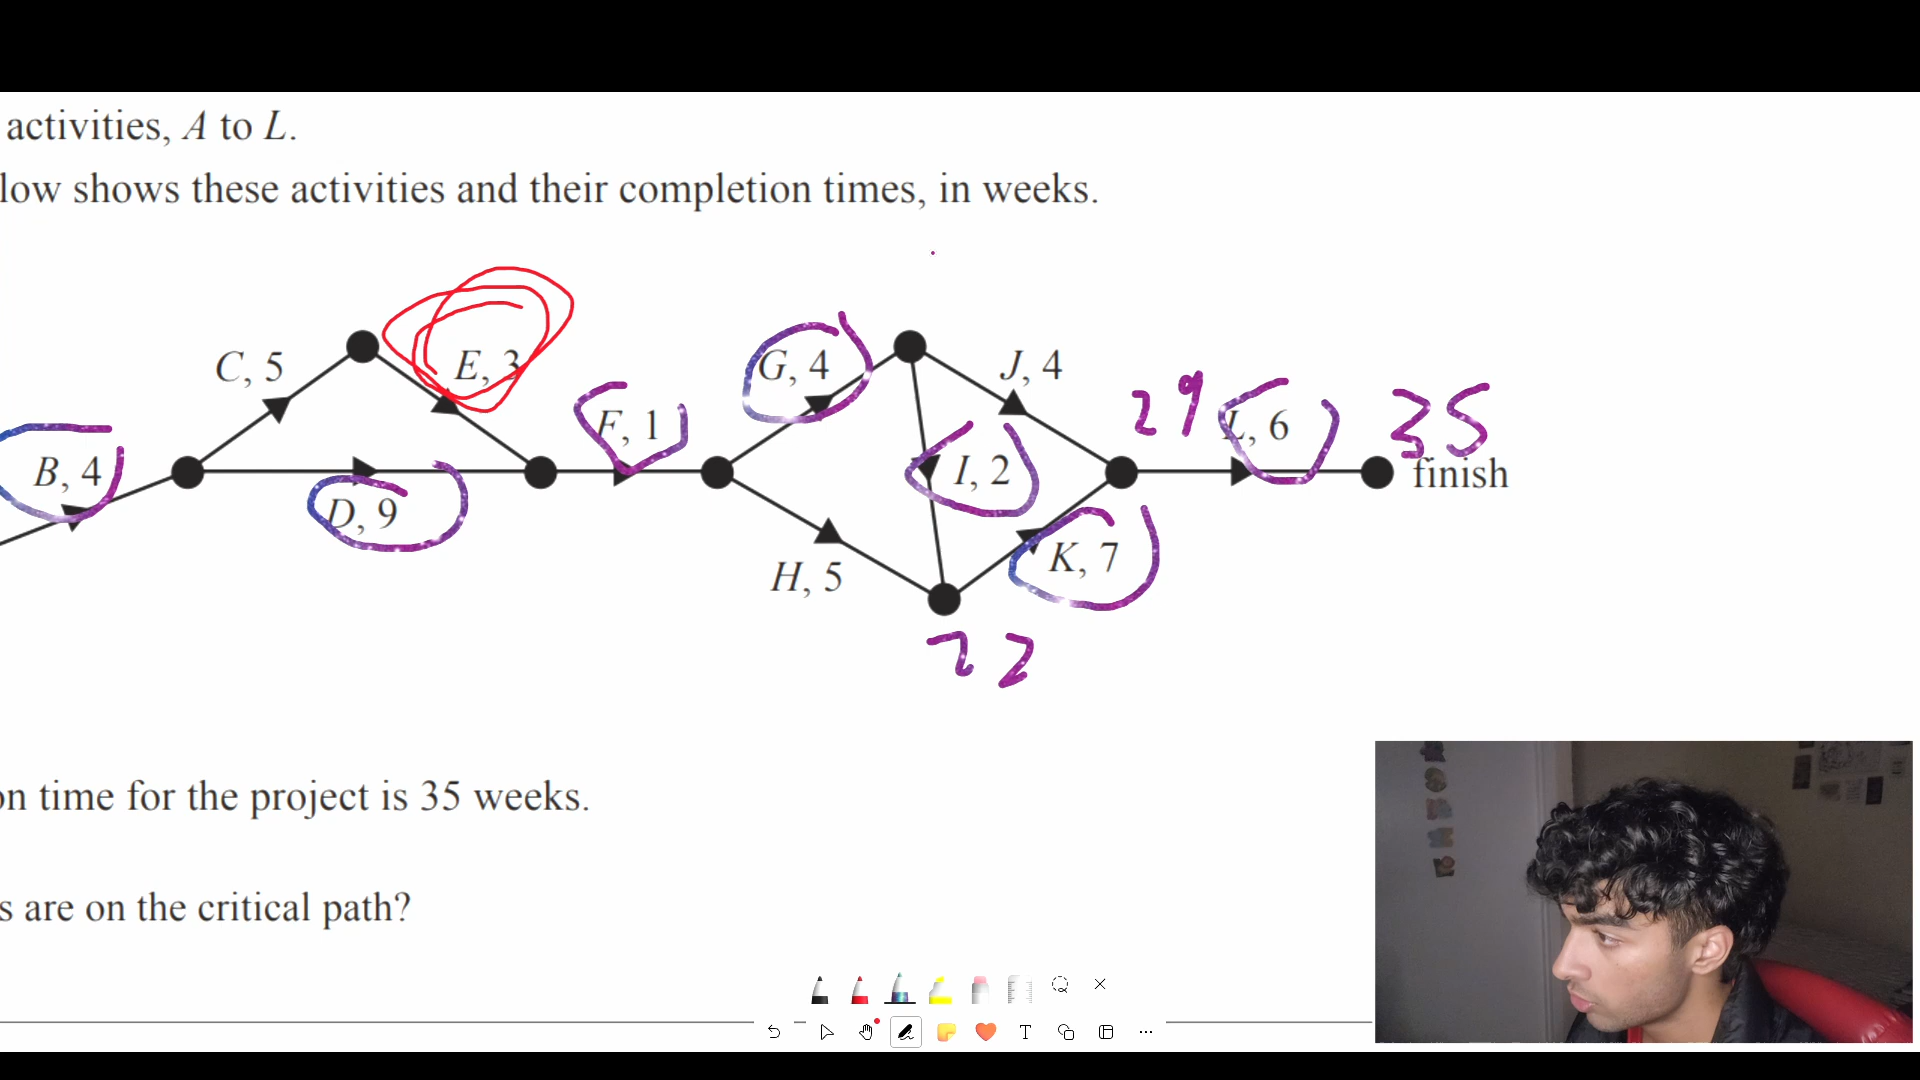 activities, A to L.
low shows these activities and their completion times, in weeks.
C, 5
E, 3
G, 4
J, 4
F, 1
29
L, 6
35
B, 4
I, 2
finish
D, 9
K, 7
H, 5
22
on time for the project is 35 weeks.
s are on the critical path?
T